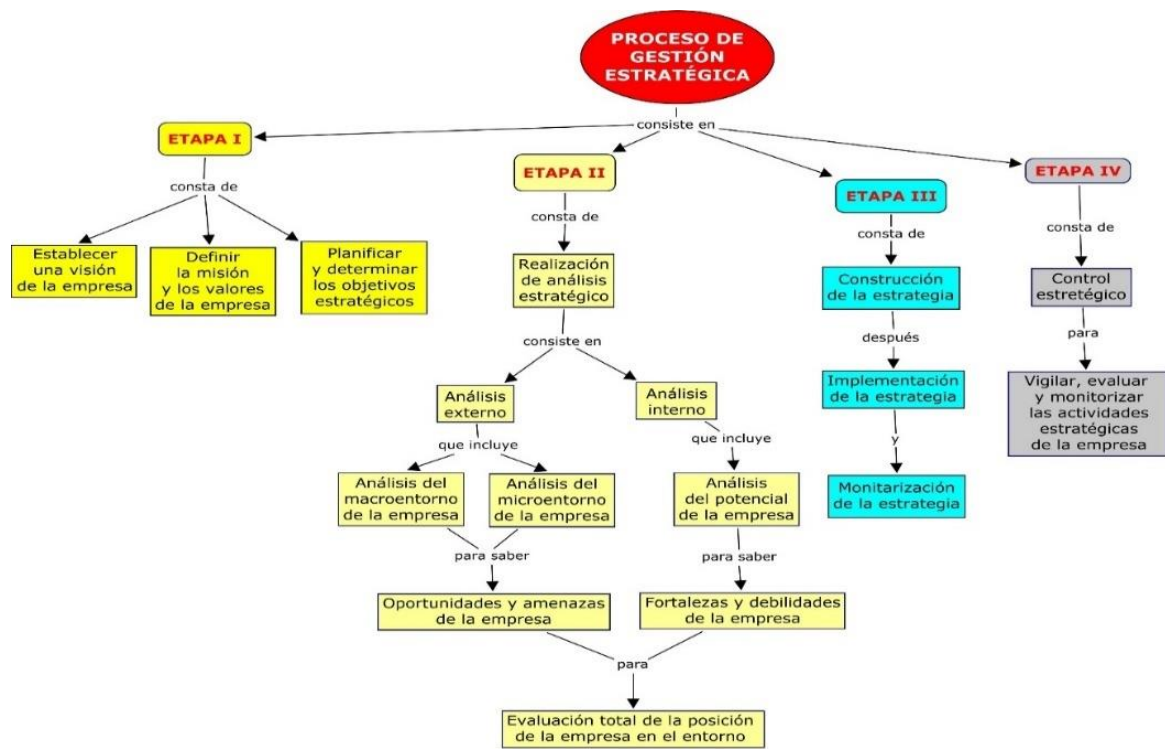 PROCESO DE
GESTIÓN
ESTRATÉGICA
consiste en
ETAPA I
consta de
Establecer
una visión
de la empresa
Definir
la misión
y los valores
de la empresa
Planificar
y determinar
los objetivos
estratégicos
ETAPA II
consta de
Realización
de análisis
estratégico
consiste en
Análisis
externo
que incluye
Análisis del
macroentorno
de la empresa
Análisis del
microentorno
de la empresa
para saber
Oportunidades y amenazas
de la empresa
Análisis
interno
que incluye
Análisis
del potencial
de la empresa
para saber
Fortalezas y debilidades
de la empresa
para
Evaluación total de la posición
de la empresa en el entorno
ETAPA III
consta de
Construcción
de la estrategia
después
Implementación
de la estrategia
y
Monitarización
de la estrategia
ETAPA IV
consta de
Control
estretégico
para
Vigilar, evaluar
y monitorizar
las actividades
estratégicas
de la empresa